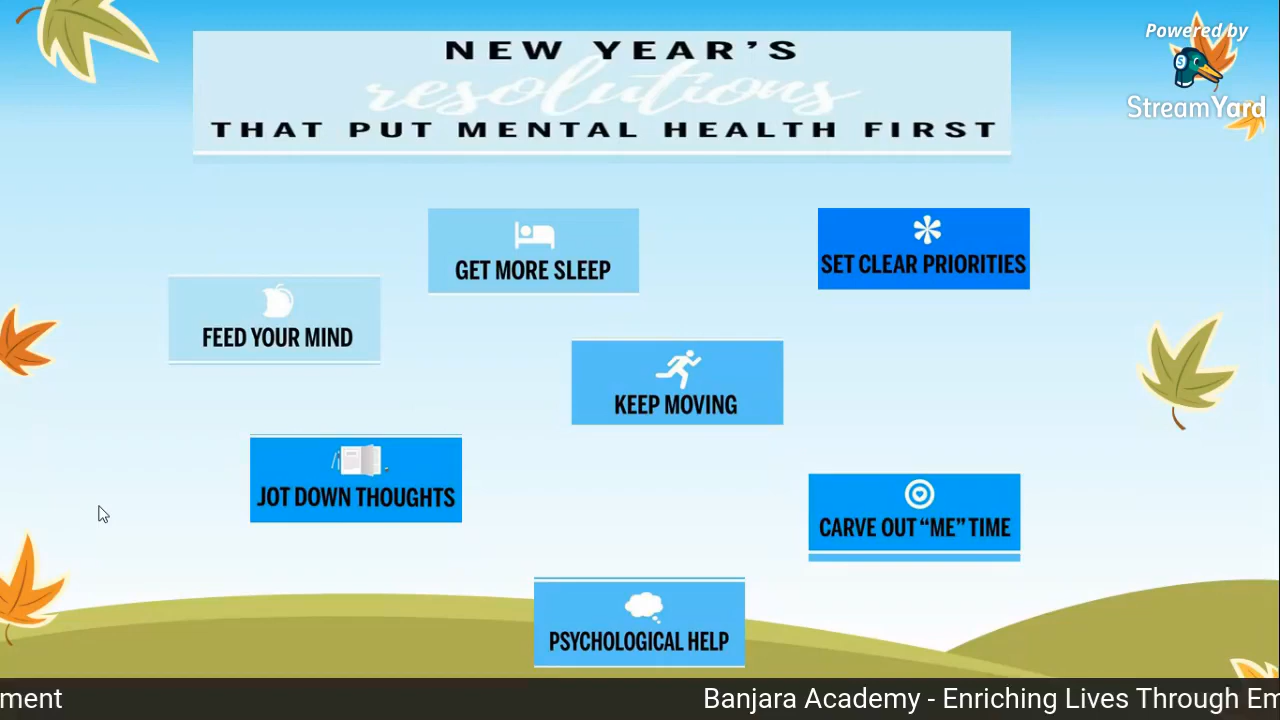 NEW YEAR’S
resolutions
THAT PUT MENTAL HEALTH FIRST
Powered by
StreamYard
GET MORE SLEEP
SET CLEAR PRIORITIES
FEED YOUR MIND
KEEP MOVING
JOT DOWN THOUGHTS
CARVE OUT “ME” TIME
PSYCHOLOGICAL HELP
ment
Banjara Academy - Enriching Lives Through Em